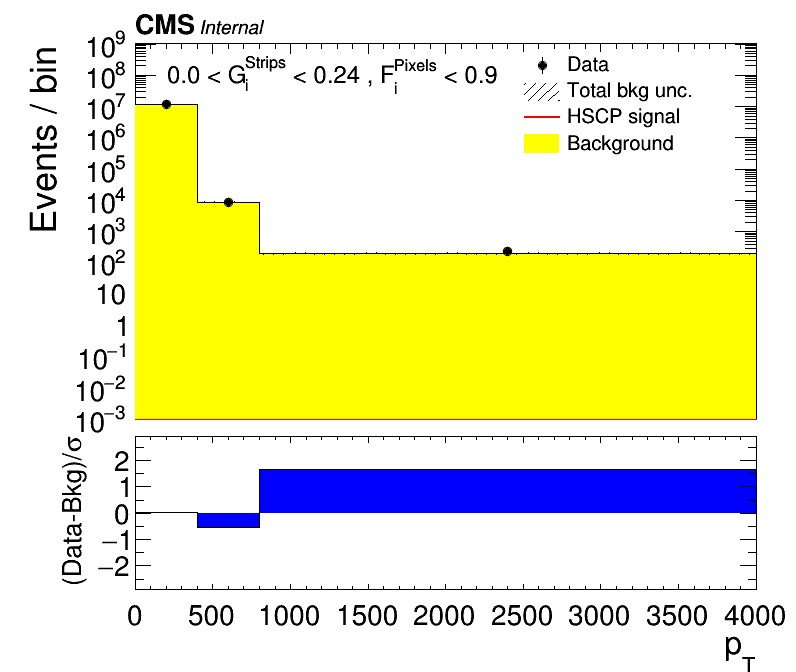 CMS Internal
0.0 < G_i^Strips < 0.24 , F_i^Pixels < 0.9
Data
Total bkg unc.
HSCP signal
Background
Events / bin
10^9
10^8
10^7
10^6
10^5
10^4
10^3
10^2
10
1
10^−1
10^−2
10^−3
(Data-Bkg)/σ
2
1
0
−1
−2
0 500 1000 1500 2000 2500 3000 3500 4000
p_T